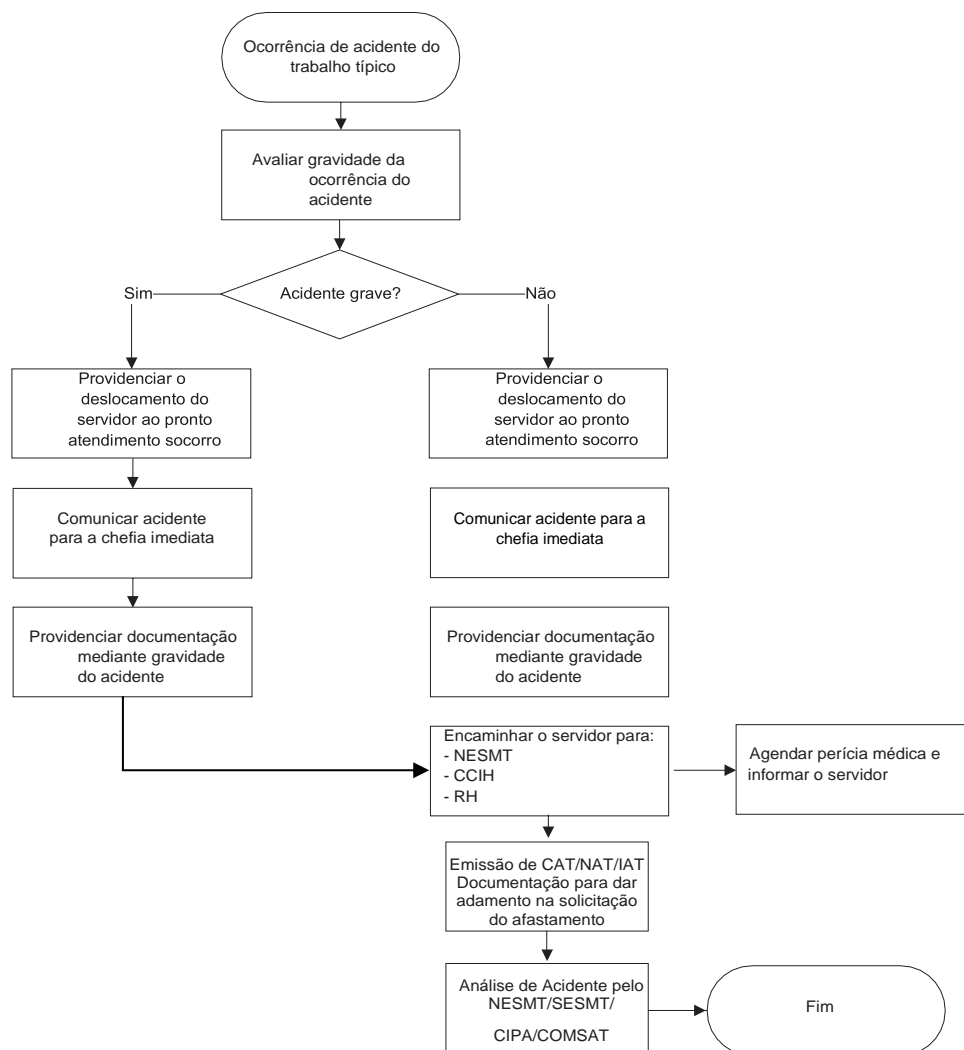 Ocorrência de acidente do
trabalho típico
Avaliar gravidade da
ocorrência do
acidente
Acidente grave?
Sim
Não
Providenciar o
deslocamento do
servidor ao pronto
atendimento socorro
Providenciar o
deslocamento do
servidor ao pronto
atendimento socorro
Comunicar acidente
para a chefia imediata
Comunicar acidente para a
chefia imediata
Providenciar documentação
mediante gravidade
do acidente
Providenciar documentação
mediante gravidade
do acidente
Encaminhar o servidor para:
- NESMT
- CCIH
- RH
Agendar perícia médica e
informar o servidor
Emissão de CAT/NAT/IAT
Documentação para dar
adamento na solicitação
do afastamento
Análise de Acidente pelo
NESMT/SESMT/
CIPA/COMSAT
Fim